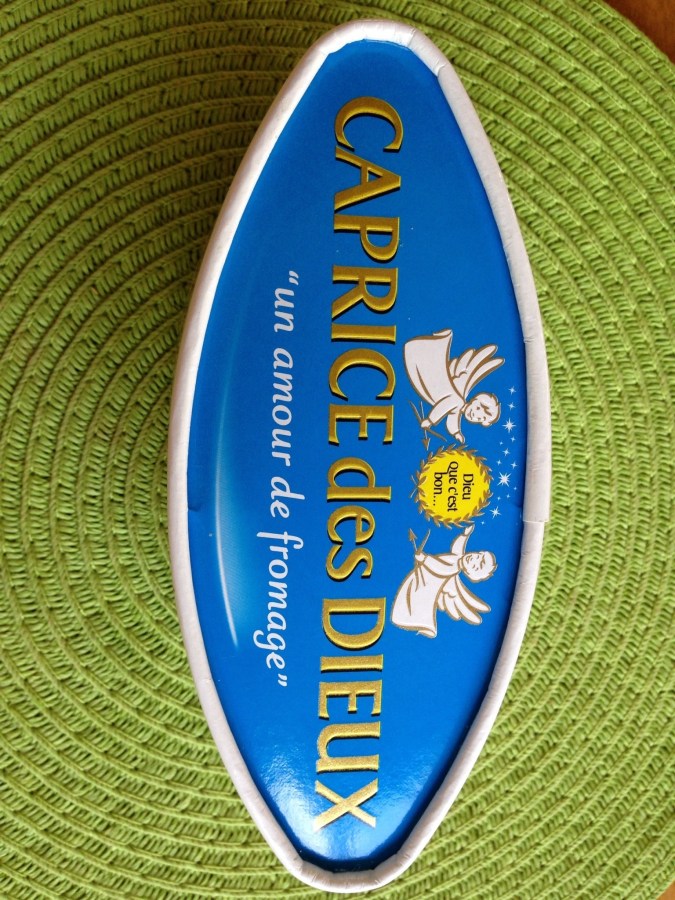 Dieu
que c'est
bon...
CAPRICE des DIEUX
"un amour de fromage"